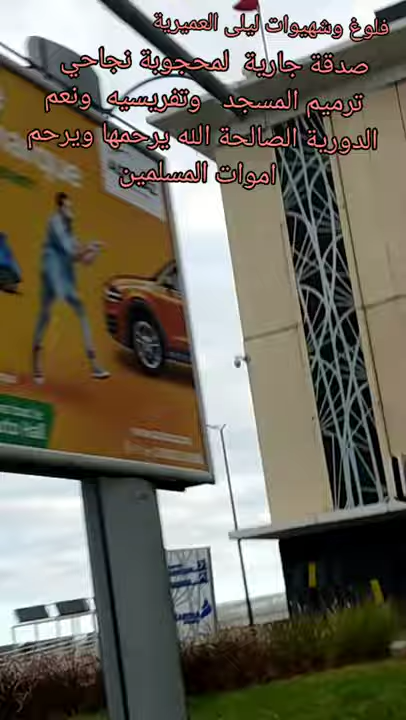 فلوغ وشهيوات ليلى العميرية
صدقة جارية لمحجوبة نجاحي
ترميم المسجد وتفريسيه ونعم
الدورية الصالحة الله يرحمها ويرحم
اموات المسلمين